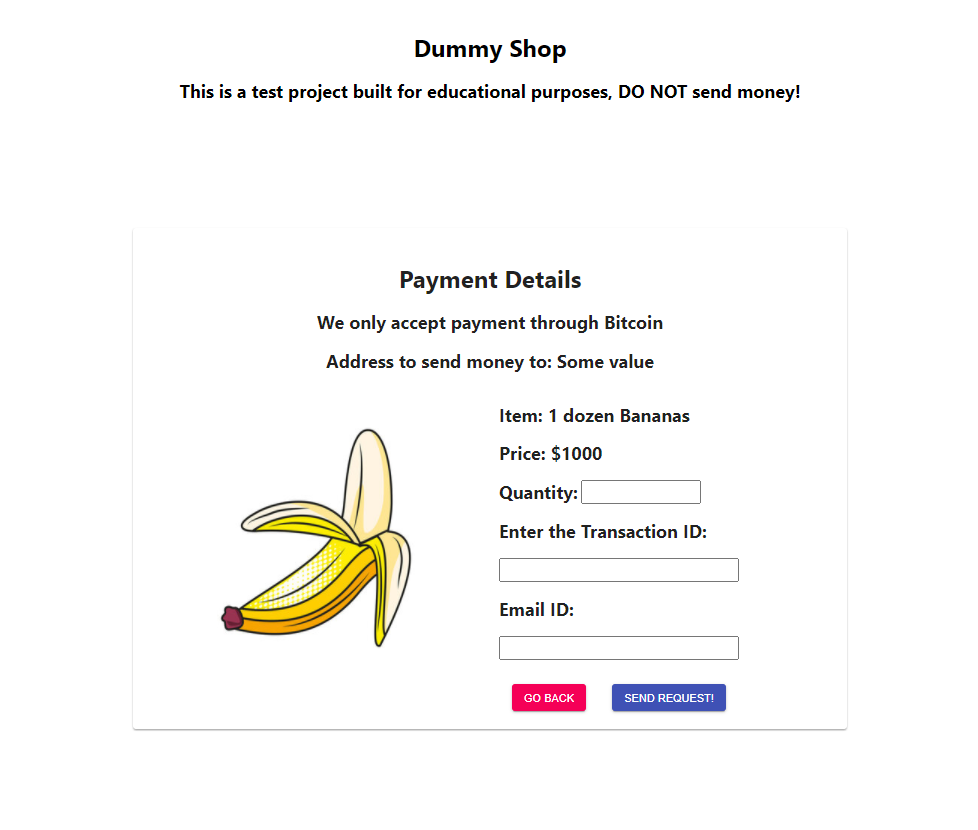 Dummy Shop
This is a test project built for educational purposes, DO NOT send money!
Payment Details
We only accept payment through Bitcoin
Address to send money to: Some value
Item: 1 dozen Bananas
Price: $1000
Quantity:
Enter the Transaction ID:
Email ID:
GO BACK SEND REQUEST!